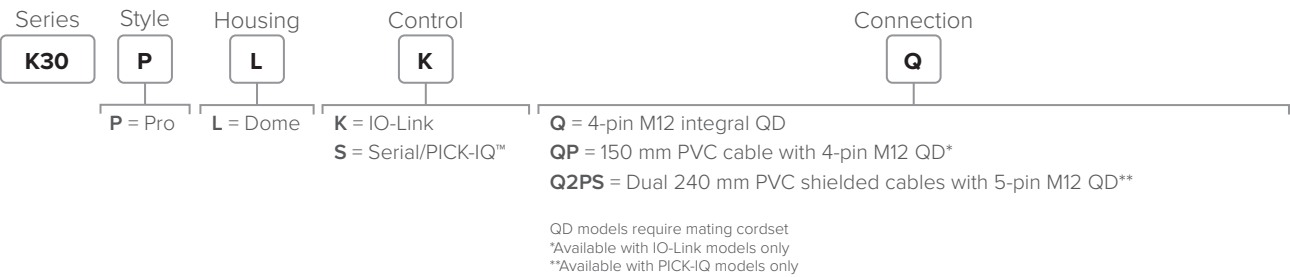 Series Style Housing Control Connection
K30 P L K Q
P = Pro L = Dome K = IO-Link Q = 4-pin M12 integral QD
S = Serial/PICK-IQ™ QP = 150 mm PVC cable with 4-pin M12 QD*
Q2PS = Dual 240 mm PVC shielded cables with 5-pin M12 QD**
QD models require mating cordset
*Available with IO-Link models only
**Available with PICK-IQ models only